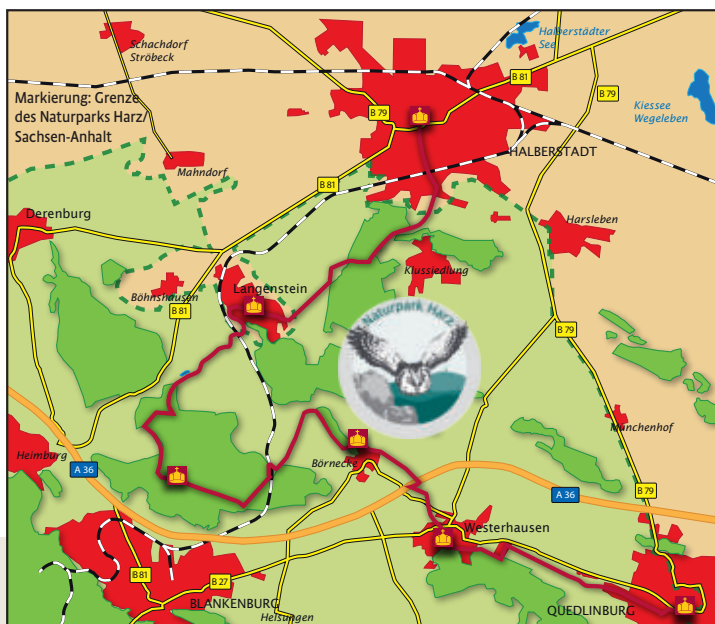 Schachdorf
Ströbeck
Halberstädter
See
B 81
B 79
Markierung: Grenze
des Naturparks Harz/
Sachsen-Anhalt
Kiessee
Wegeleben
B 79
HALBERSTADT
Mahndorf
B 81
Derenburg
Harsleben
Klussiedlung
Langenstein
Böhnshausen
B 81
Naturpark Harz
B 79
Münchenhof
Heimburg
A 36
Börnecke
A 36
B 79
Westerhausen
B 81
B 27
BLANKENBURG
Helsungen
QUEDLINBURG